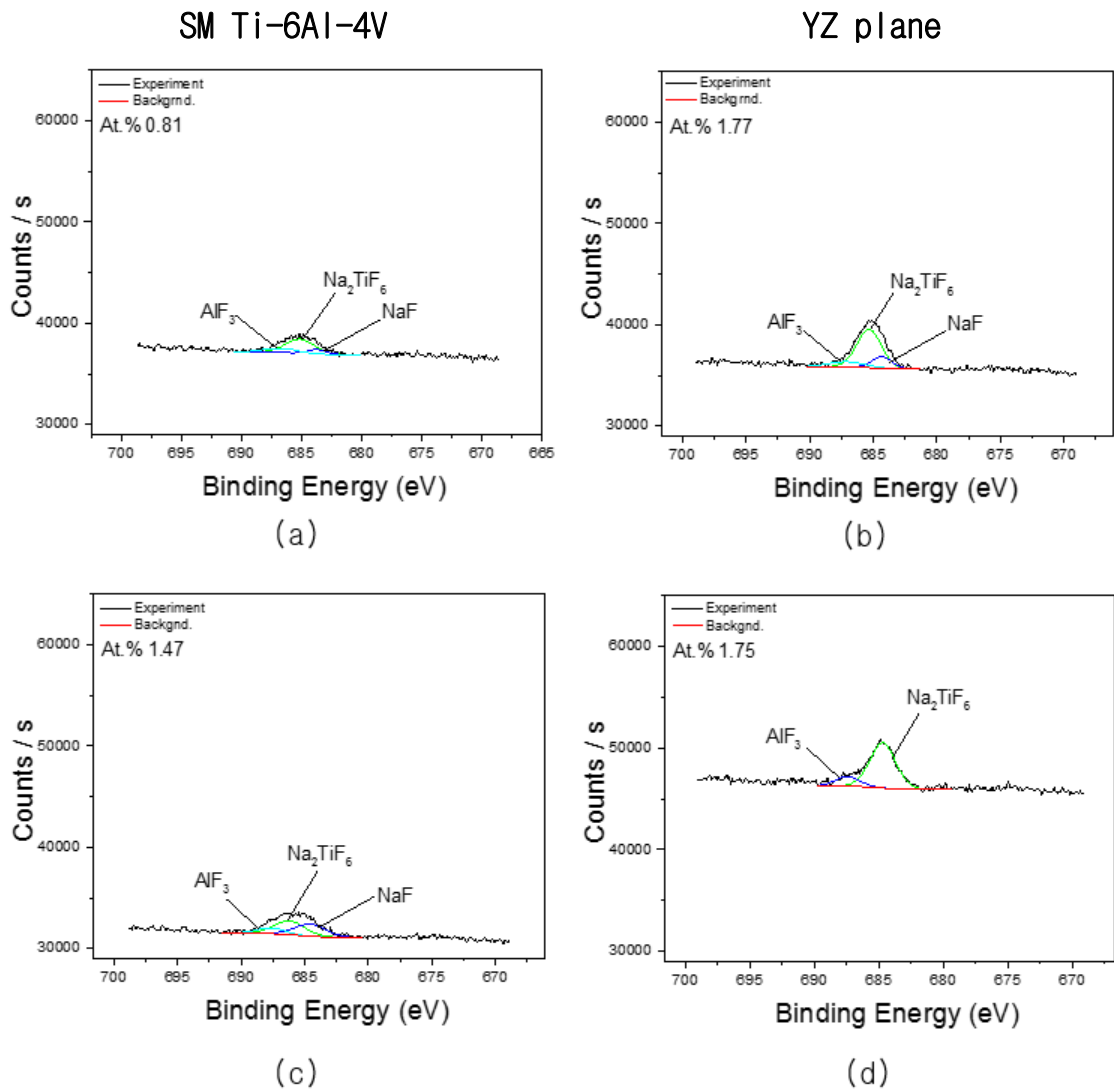 SM Ti-6Al-4V
YZ plane
Experiment
Backgrnd.
At.% 0.81
60000
50000
40000
30000
Counts / s
AlF3
Na2TiF6
NaF
700 695 690 685 680 675 670 665
Binding Energy (eV)
(a)
Experiment
Backgrnd.
At.% 1.77
60000
50000
40000
30000
Counts / s
AlF3
Na2TiF6
NaF
700 695 690 685 680 675 670
Binding Energy (eV)
(b)
Experiment
Backgnd.
At.% 1.47
60000
50000
40000
30000
Counts / s
AlF3
Na2TiF6
NaF
700 695 690 685 680 675 670
Binding Energy (eV)
(c)
Experiment
Backgnd.
At.% 1.75
60000
50000
40000
30000
Counts / s
AlF3
Na2TiF6
700 695 690 685 680 675 670
Binding Energy (eV)
(d)